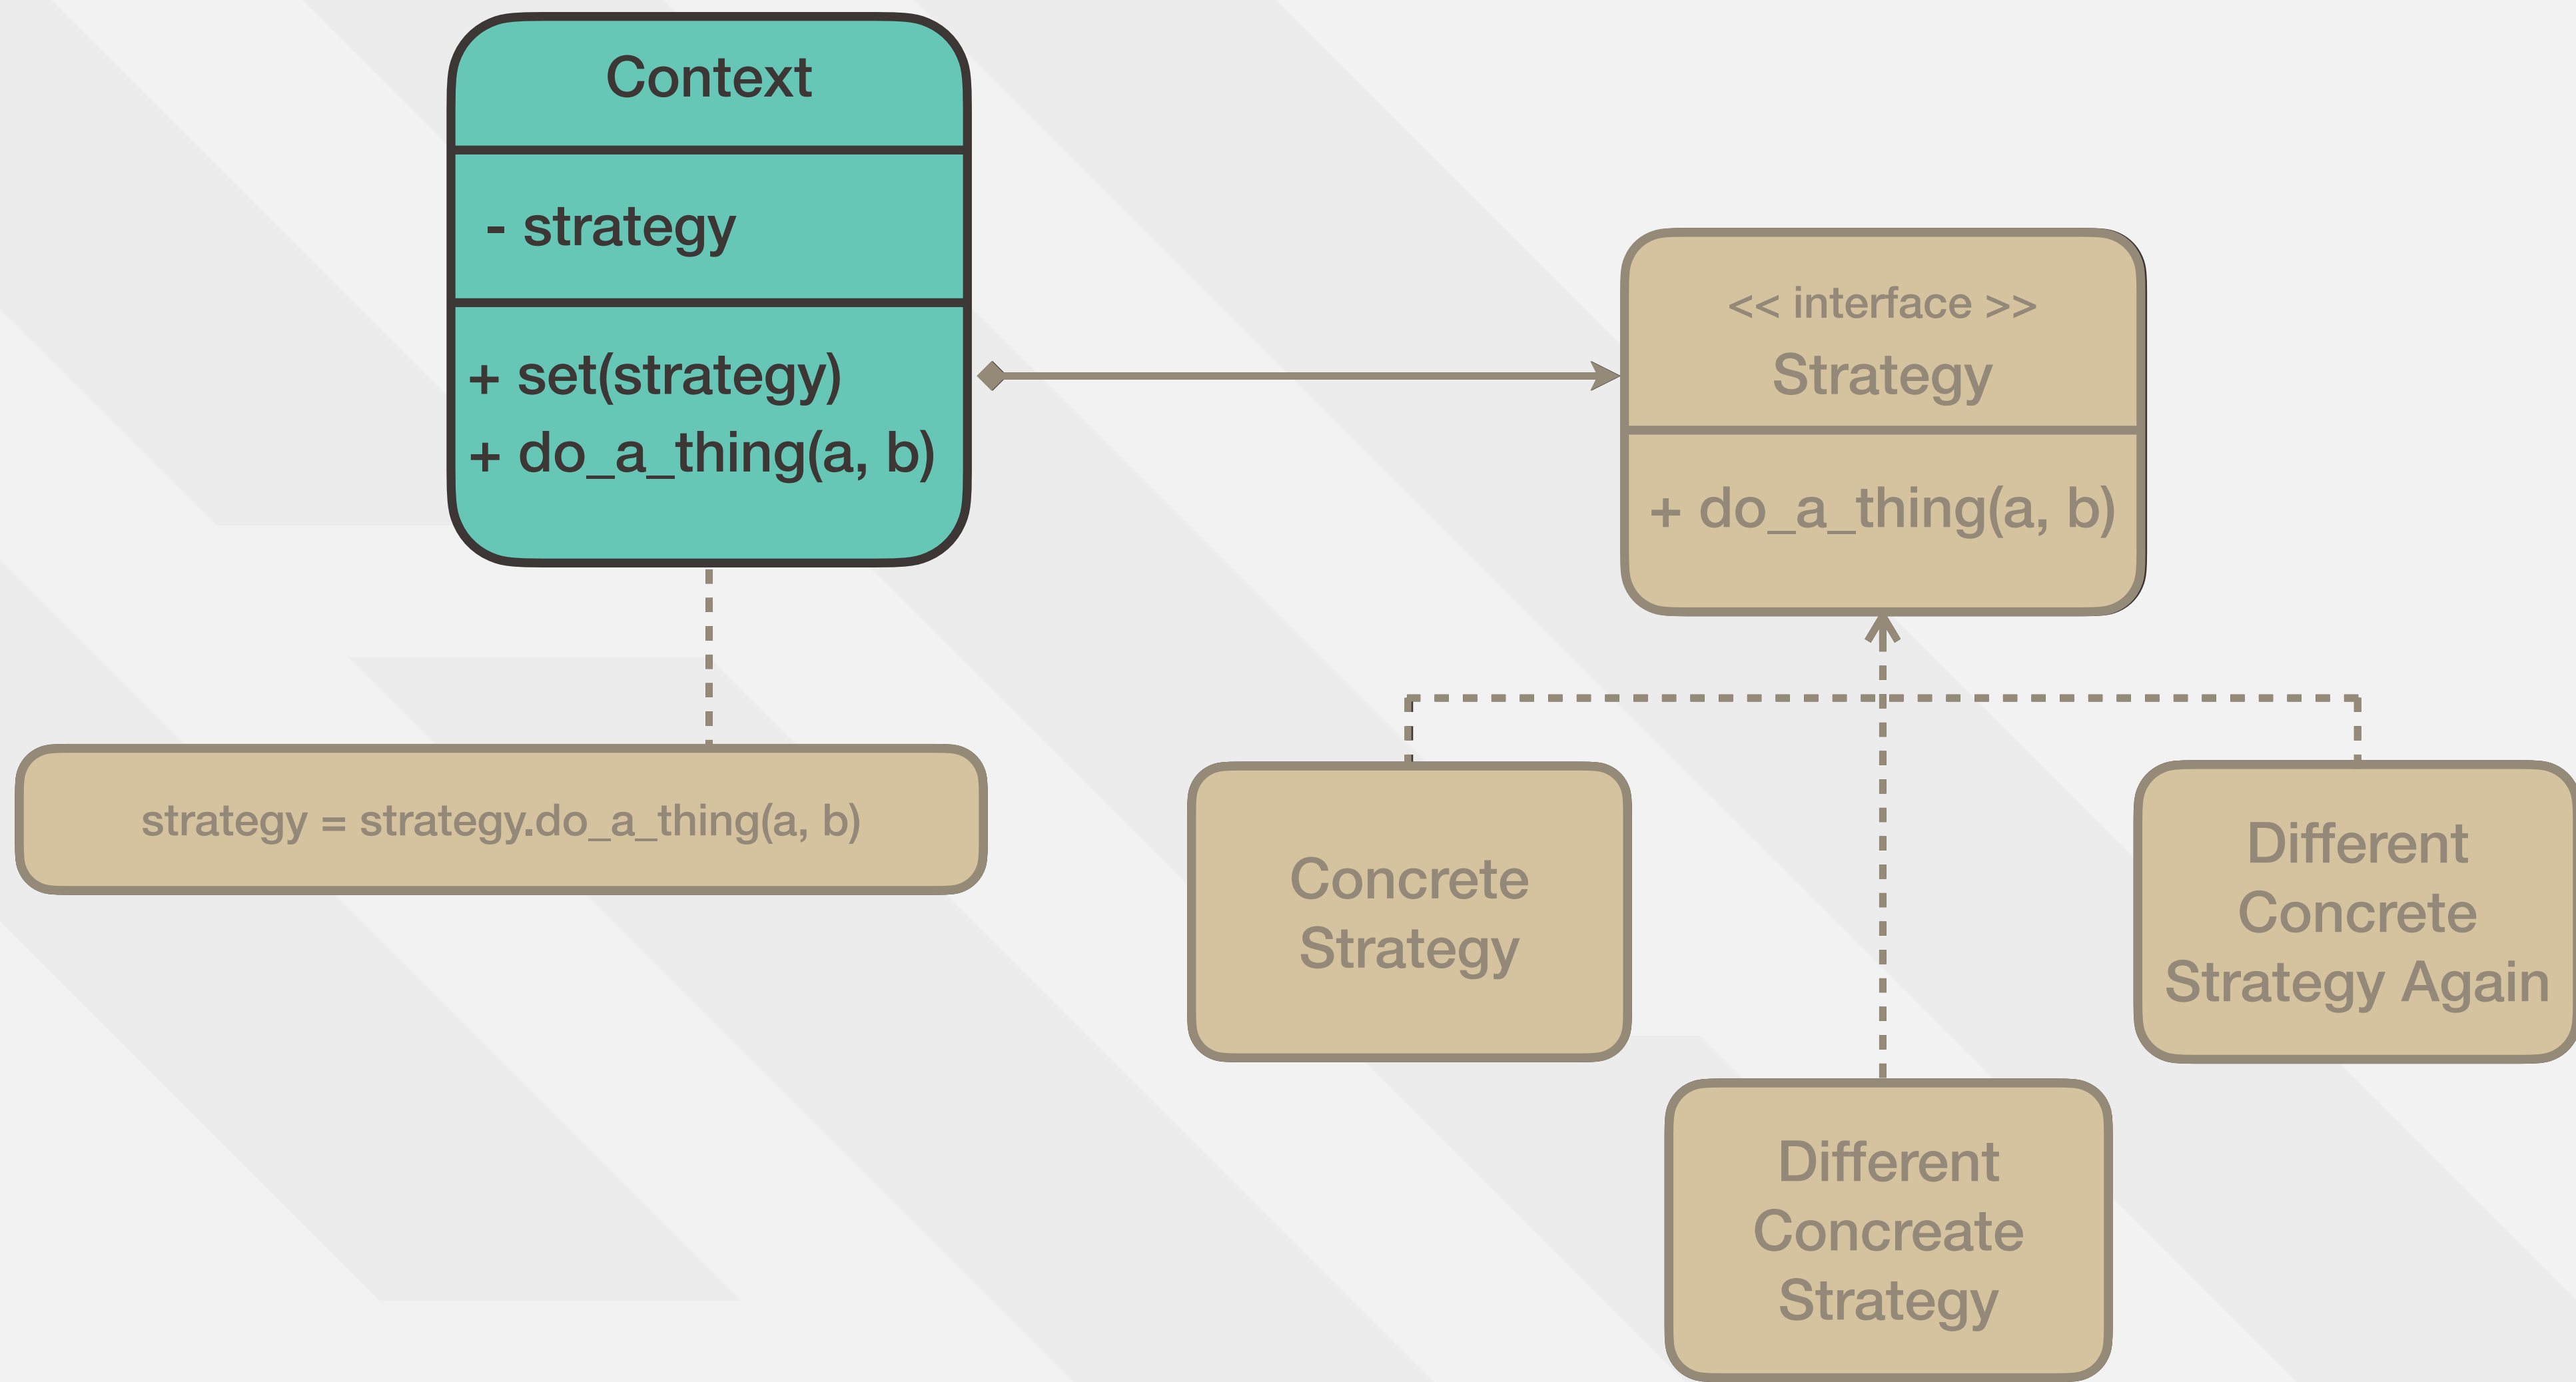 Context
- strategy
+ set(strategy)
+ do_a_thing(a, b)
<< interface >>
Strategy
+ do_a_thing(a, b)
strategy = strategy.do_a_thing(a, b)
Concrete
Strategy
Different
Concreate
Strategy
Different
Concrete
Strategy Again